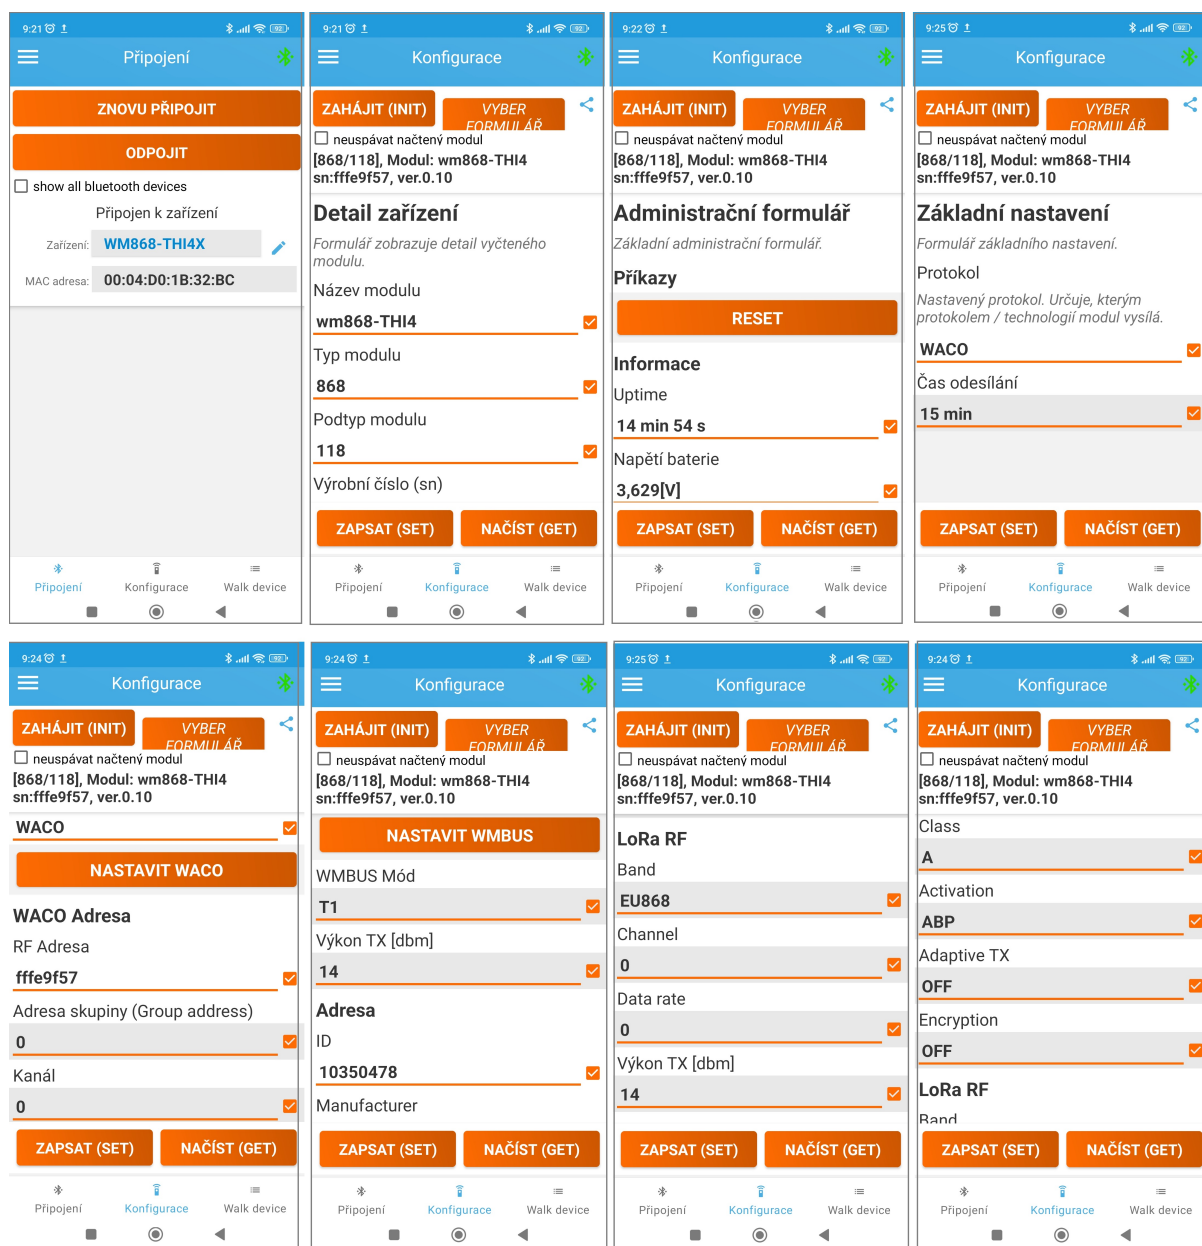 9:21
92
Připojení
ZNOVU PŘIPOJIT
ODPOJIT
show all bluetooth devices
Připojen k zařízení
Zařízení: WM868-THI4X
MAC adresa: 00:04:D0:1B:32:BC
Připojení Konfigurace Walk device
9:21
92
Konfigurace
ZAHÁJIT (INIT) VYBER
FORMULÁŘ
neuspávat načtený modul
[868/118], Modul: wm868-THI4
sn:fffe9f57, ver.0.10
Detail zařízení
Formulář zobrazuje detail vyčteného
modulu.
Název modulu
wm868-THI4
Typ modulu
868
Podtyp modulu
118
Výrobní číslo (sn)
ZAPSAT (SET) NAČÍST (GET)
Připojení Konfigurace Walk device
9:22
92
Konfigurace
ZAHÁJIT (INIT) VYBER
FORMULÁŘ
neuspávat načtený modul
[868/118], Modul: wm868-THI4
sn:fffe9f57, ver.0.10
Administrační formulář
Základní administrační formulář.
Příkazy
RESET
Informace
Uptime
14 min 54 s
Napětí baterie
3,629[V]
ZAPSAT (SET) NAČÍST (GET)
Připojení Konfigurace Walk device
9:25
92
Konfigurace
ZAHÁJIT (INIT) VYBER
FORMULÁŘ
neuspávat načtený modul
[868/118], Modul: wm868-THI4
sn:fffe9f57, ver.0.10
Základní nastavení
Formulář základního nastavení.
Protokol
Nastavený protokol. Určuje, kterým
protokolem / technologií modul vysílá.
WACO
Čas odesílání
15 min
ZAPSAT (SET) NAČÍST (GET)
Připojení Konfigurace Walk device
9:24
92
Konfigurace
ZAHÁJIT (INIT) VYBER
FORMULÁŘ
neuspávat načtený modul
[868/118], Modul: wm868-THI4
sn:fffe9f57, ver.0.10
WACO
NASTAVIT WACO
WACO Adresa
RF Adresa
fffe9f57
Adresa skupiny (Group address)
0
Kanál
0
ZAPSAT (SET) NAČÍST (GET)
Připojení Konfigurace Walk device
9:24
92
Konfigurace
ZAHÁJIT (INIT) VYBER
FORMULÁŘ
neuspávat načtený modul
[868/118], Modul: wm868-THI4
sn:fffe9f57, ver.0.10
NASTAVIT WMBUS
WMBUS Mód
T1
Výkon TX [dbm]
14
Adresa
ID
10350478
Manufacturer
ZAPSAT (SET) NAČÍST (GET)
Připojení Konfigurace Walk device
9:25
92
Konfigurace
ZAHÁJIT (INIT) VYBER
FORMULÁŘ
neuspávat načtený modul
[868/118], Modul: wm868-THI4
sn:fffe9f57, ver.0.10
LoRa RF
Band
EU868
Channel
0
Data rate
0
Výkon TX [dbm]
14
ZAPSAT (SET) NAČÍST (GET)
Připojení Konfigurace Walk device
9:24
92
Konfigurace
ZAHÁJIT (INIT) VYBER
FORMULÁŘ
neuspávat načtený modul
[868/118], Modul: wm868-THI4
sn:fffe9f57, ver.0.10
Class
A
Activation
ABP
Adaptive TX
OFF
Encryption
OFF
LoRa RF
Band
ZAPSAT (SET) NAČÍST (GET)
Připojení Konfigurace Walk device